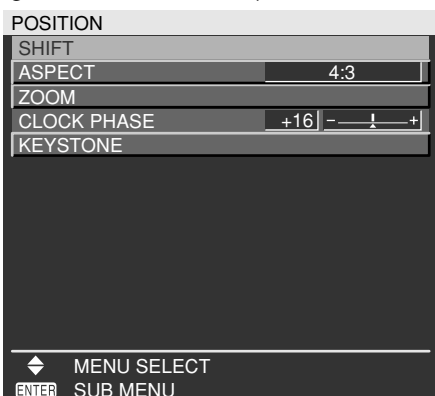 POSITION
SHIFT
ASPECT 4:3
ZOOM
CLOCK PHASE +16 - +
KEYSTONE
MENU SELECT
ENTER SUB MENU